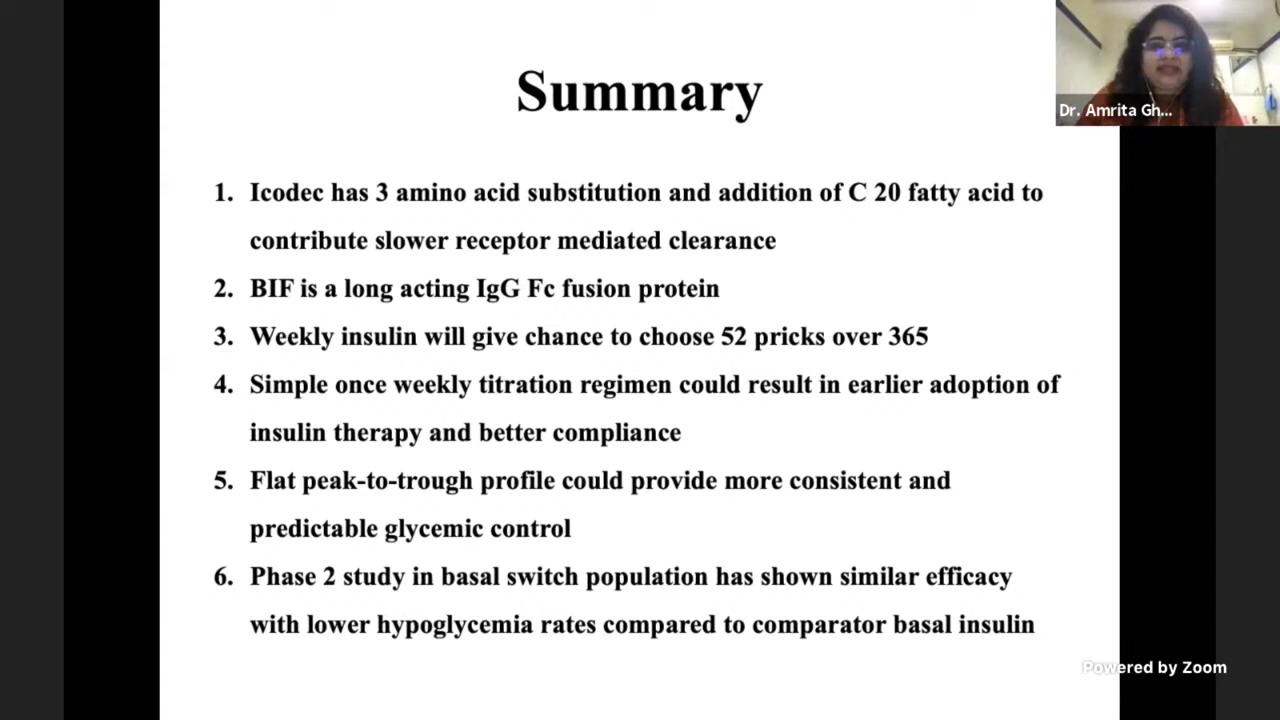 Summary
Dr. Amrita Gh...
1. Icodec has 3 amino acid substitution and addition of C 20 fatty acid to
contribute slower receptor mediated clearance
2. BIF is a long acting IgG Fc fusion protein
3. Weekly insulin will give chance to choose 52 pricks over 365
4. Simple once weekly titration regimen could result in earlier adoption of
insulin therapy and better compliance
5. Flat peak-to-trough profile could provide more consistent and
predictable glycemic control
6. Phase 2 study in basal switch population has shown similar efficacy
with lower hypoglycemia rates compared to comparator basal insulin
Powered by Zoom